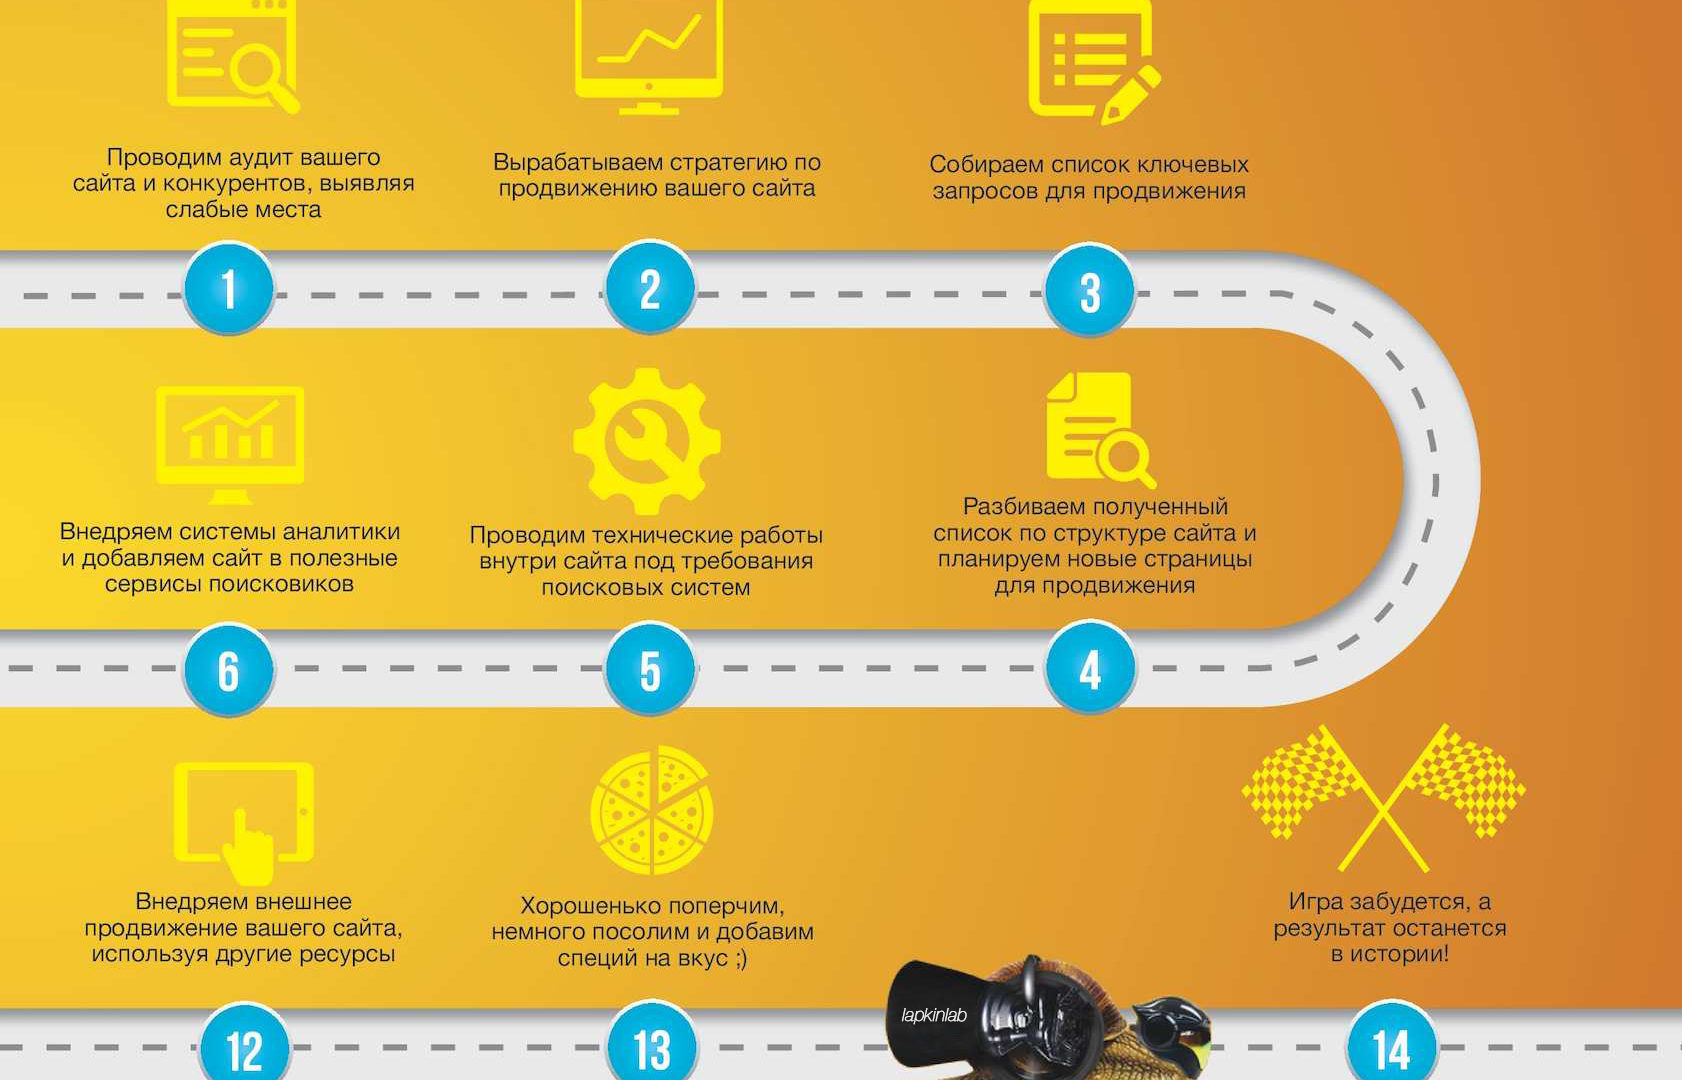 Проводим аудит вашего
сайта и конкурентов, выявляя
слабые места
Вырабатываем стратегию по
продвижению вашего сайта
Собираем список ключевых
запросов для продвижения
1
2
3
Внедряем системы аналитики
и добавляем сайт в полезные
сервисы поисковиков
Проводим технические работы
внутри сайта под требования
поисковых систем
Разбиваем полученный
список по структуре сайта и
планируем новые страницы
для продвижения
6
5
4
Внедряем внешнее
продвижение вашего сайта,
используя другие ресурсы
Хорошенько поперчим,
немного посолим и добавим
специй на вкус ;)
Игра забудется, а
результат останется
в истории!
lapkinlab
12
13
14